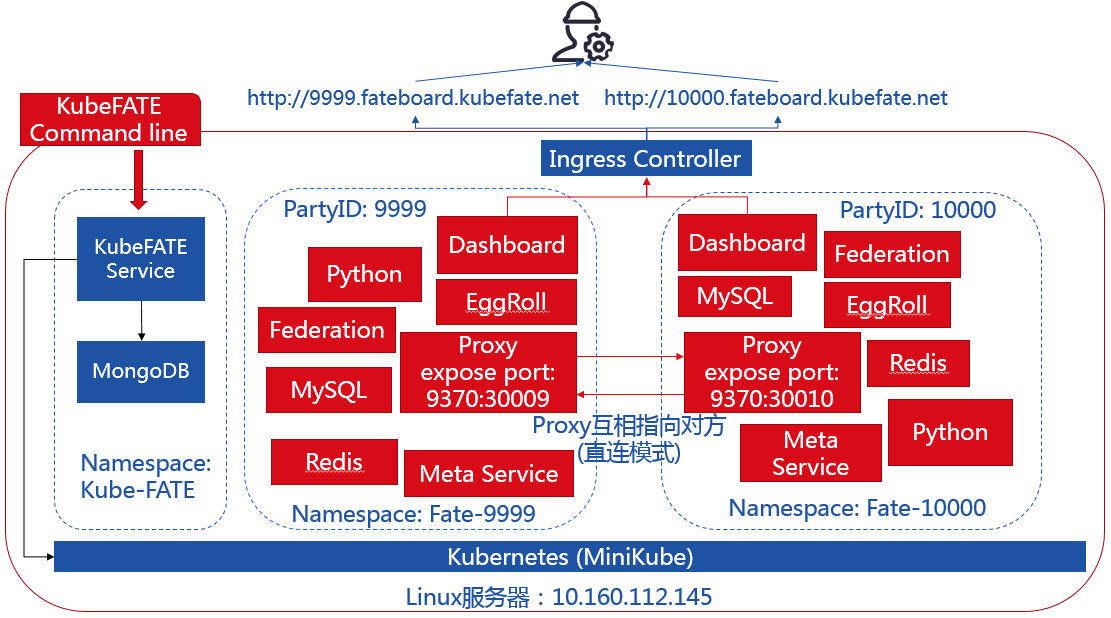 http://9999.fateboard.kubefate.net
http://10000.fateboard.kubefate.net
KubeFATE
Command line
Ingress Controller
KubeFATE
Service
MongoDB
Namespace:
Kube-FATE
PartyID: 9999
Dashboard
Python
EggRoll
Federation
Proxy
expose port:
9370:30009
MySQL
Redis
Meta Service
Namespace: Fate-9999
Proxy互相指向对方
(直连模式)
PartyID: 10000
Dashboard
Federation
MySQL
EggRoll
Proxy
expose port:
9370:30010
Redis
Python
Meta
Service
Namespace: Fate-10000
Kubernetes (MiniKube)
Linux服务器：10.160.112.145